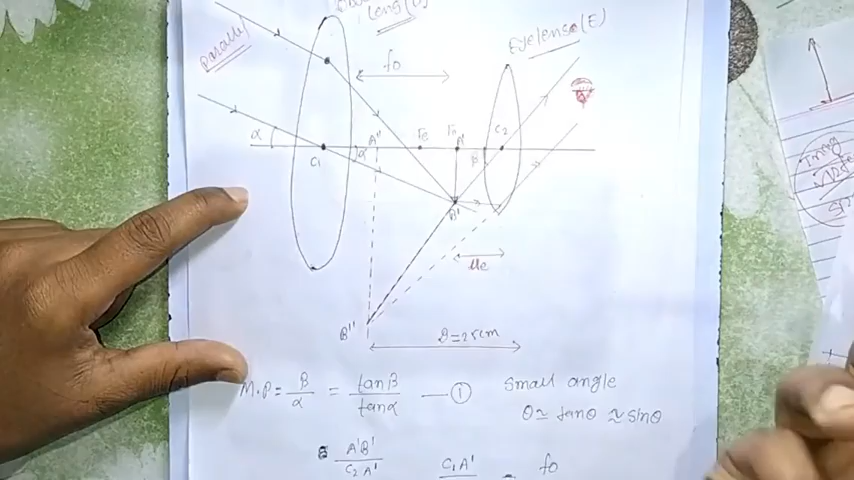 Parallel
Lens(O)
Eyelens(E)
fo
α
C₁
α
A''
Fe
Fo
A'
β
C₂
B'
ue
B''
D=25cm
M.P = β/α = tanβ/tanα — ① Small angle
θ ≈ tanθ ≈ sinθ
A'B'/C₂A' C₁A' fo